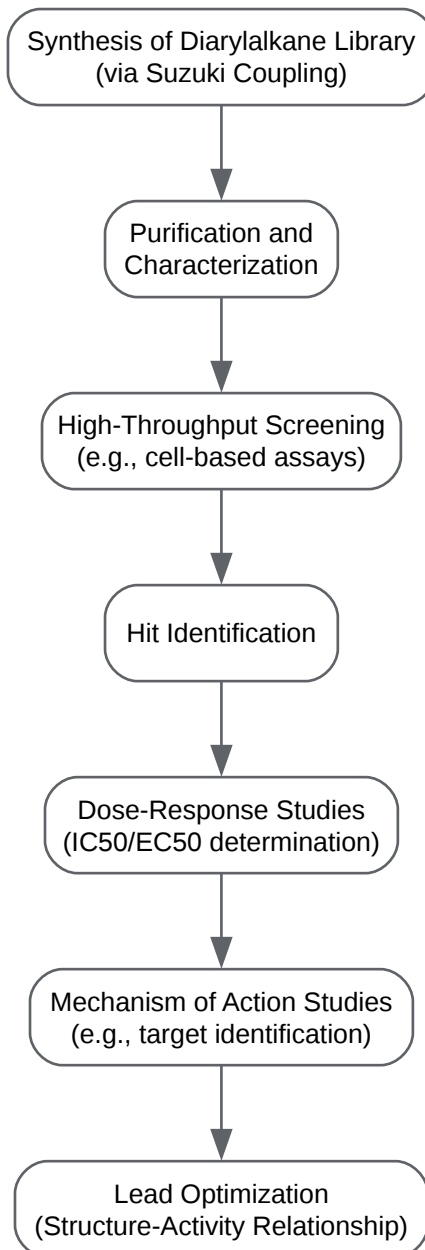 Synthesis of Diarylalkane Library
(via Suzuki Coupling)
Purification and
Characterization
High-Throughput Screening
(e.g., cell-based assays)
Hit Identification
Dose-Response Studies
(IC50/EC50 determination)
Mechanism of Action Studies
(e.g., target identification)
Lead Optimization
(Structure-Activity Relationship)